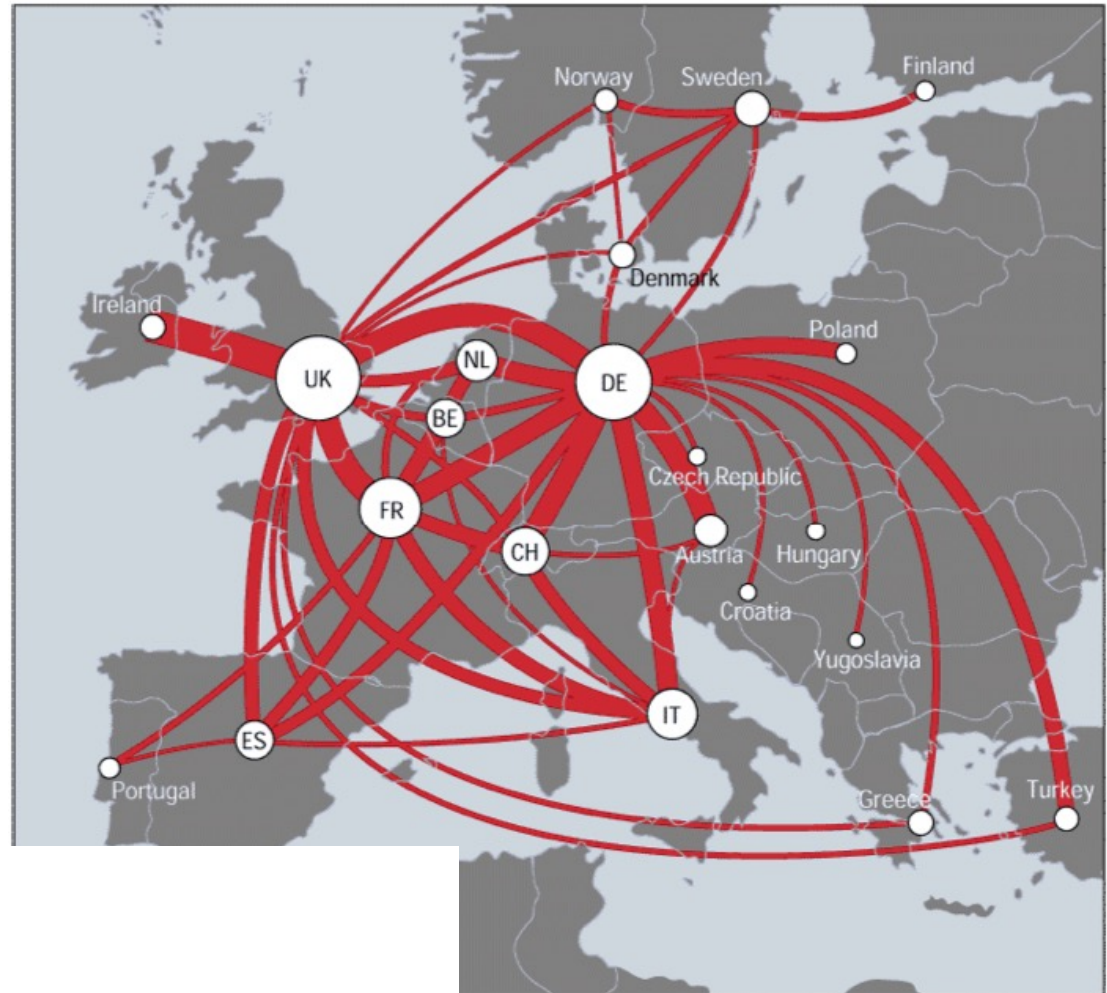 Norway
Sweden
Finland
Denmark
Ireland
UK
NL
DE
Poland
BE
Czech Republic
FR
CH
Austria
Hungary
Croatia
Yugoslavia
IT
ES
Portugal
Greece
Turkey